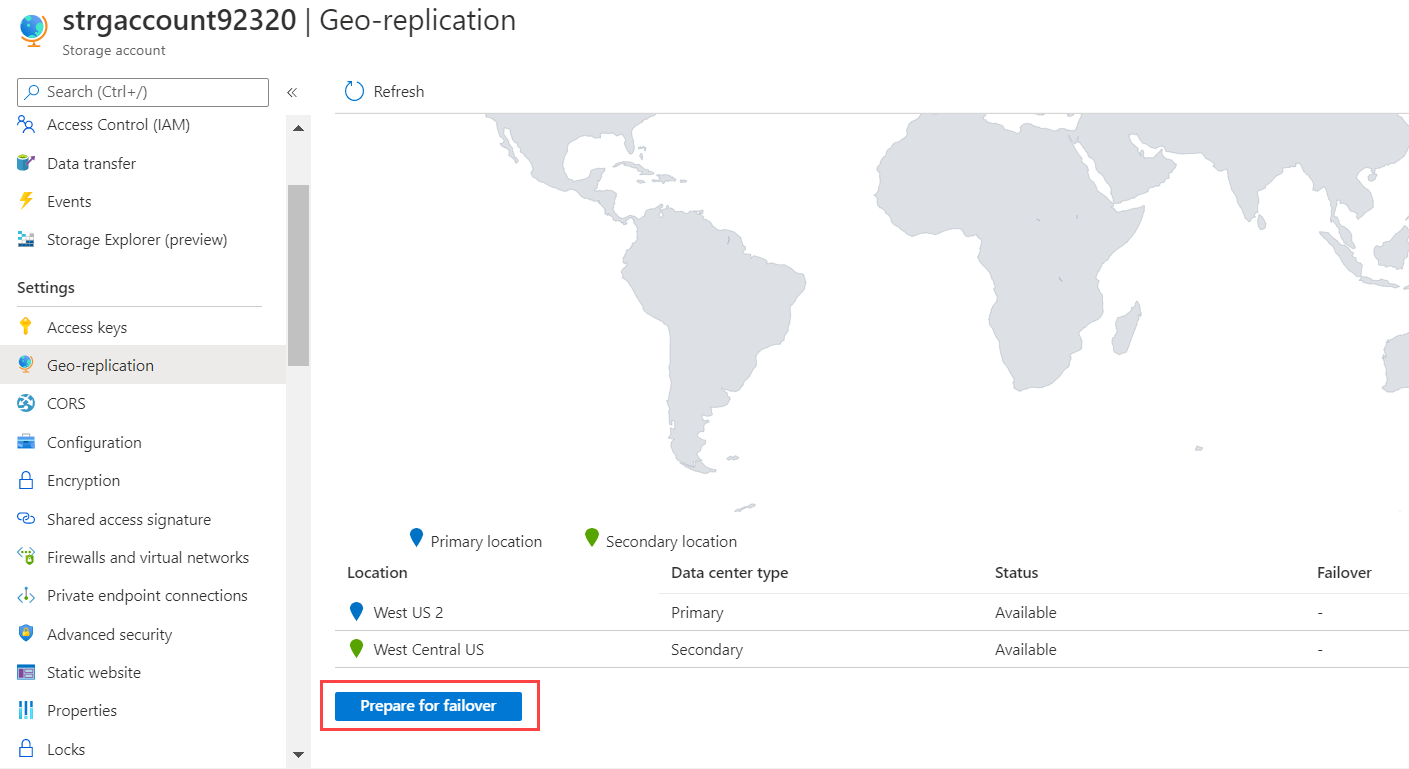 strgaccount92320 | Geo-replication
Storage account
Search (Ctrl+/)
«
Refresh
Access Control (IAM)
Data transfer
Events
Storage Explorer (preview)
Settings
Access keys
Geo-replication
CORS
Configuration
Encryption
Shared access signature
Firewalls and virtual networks
Private endpoint connections
Advanced security
Static website
Properties
Locks
Primary location Secondary location
Location Data center type Status Failover
West US 2 Primary Available -
West Central US Secondary Available -
Prepare for failover